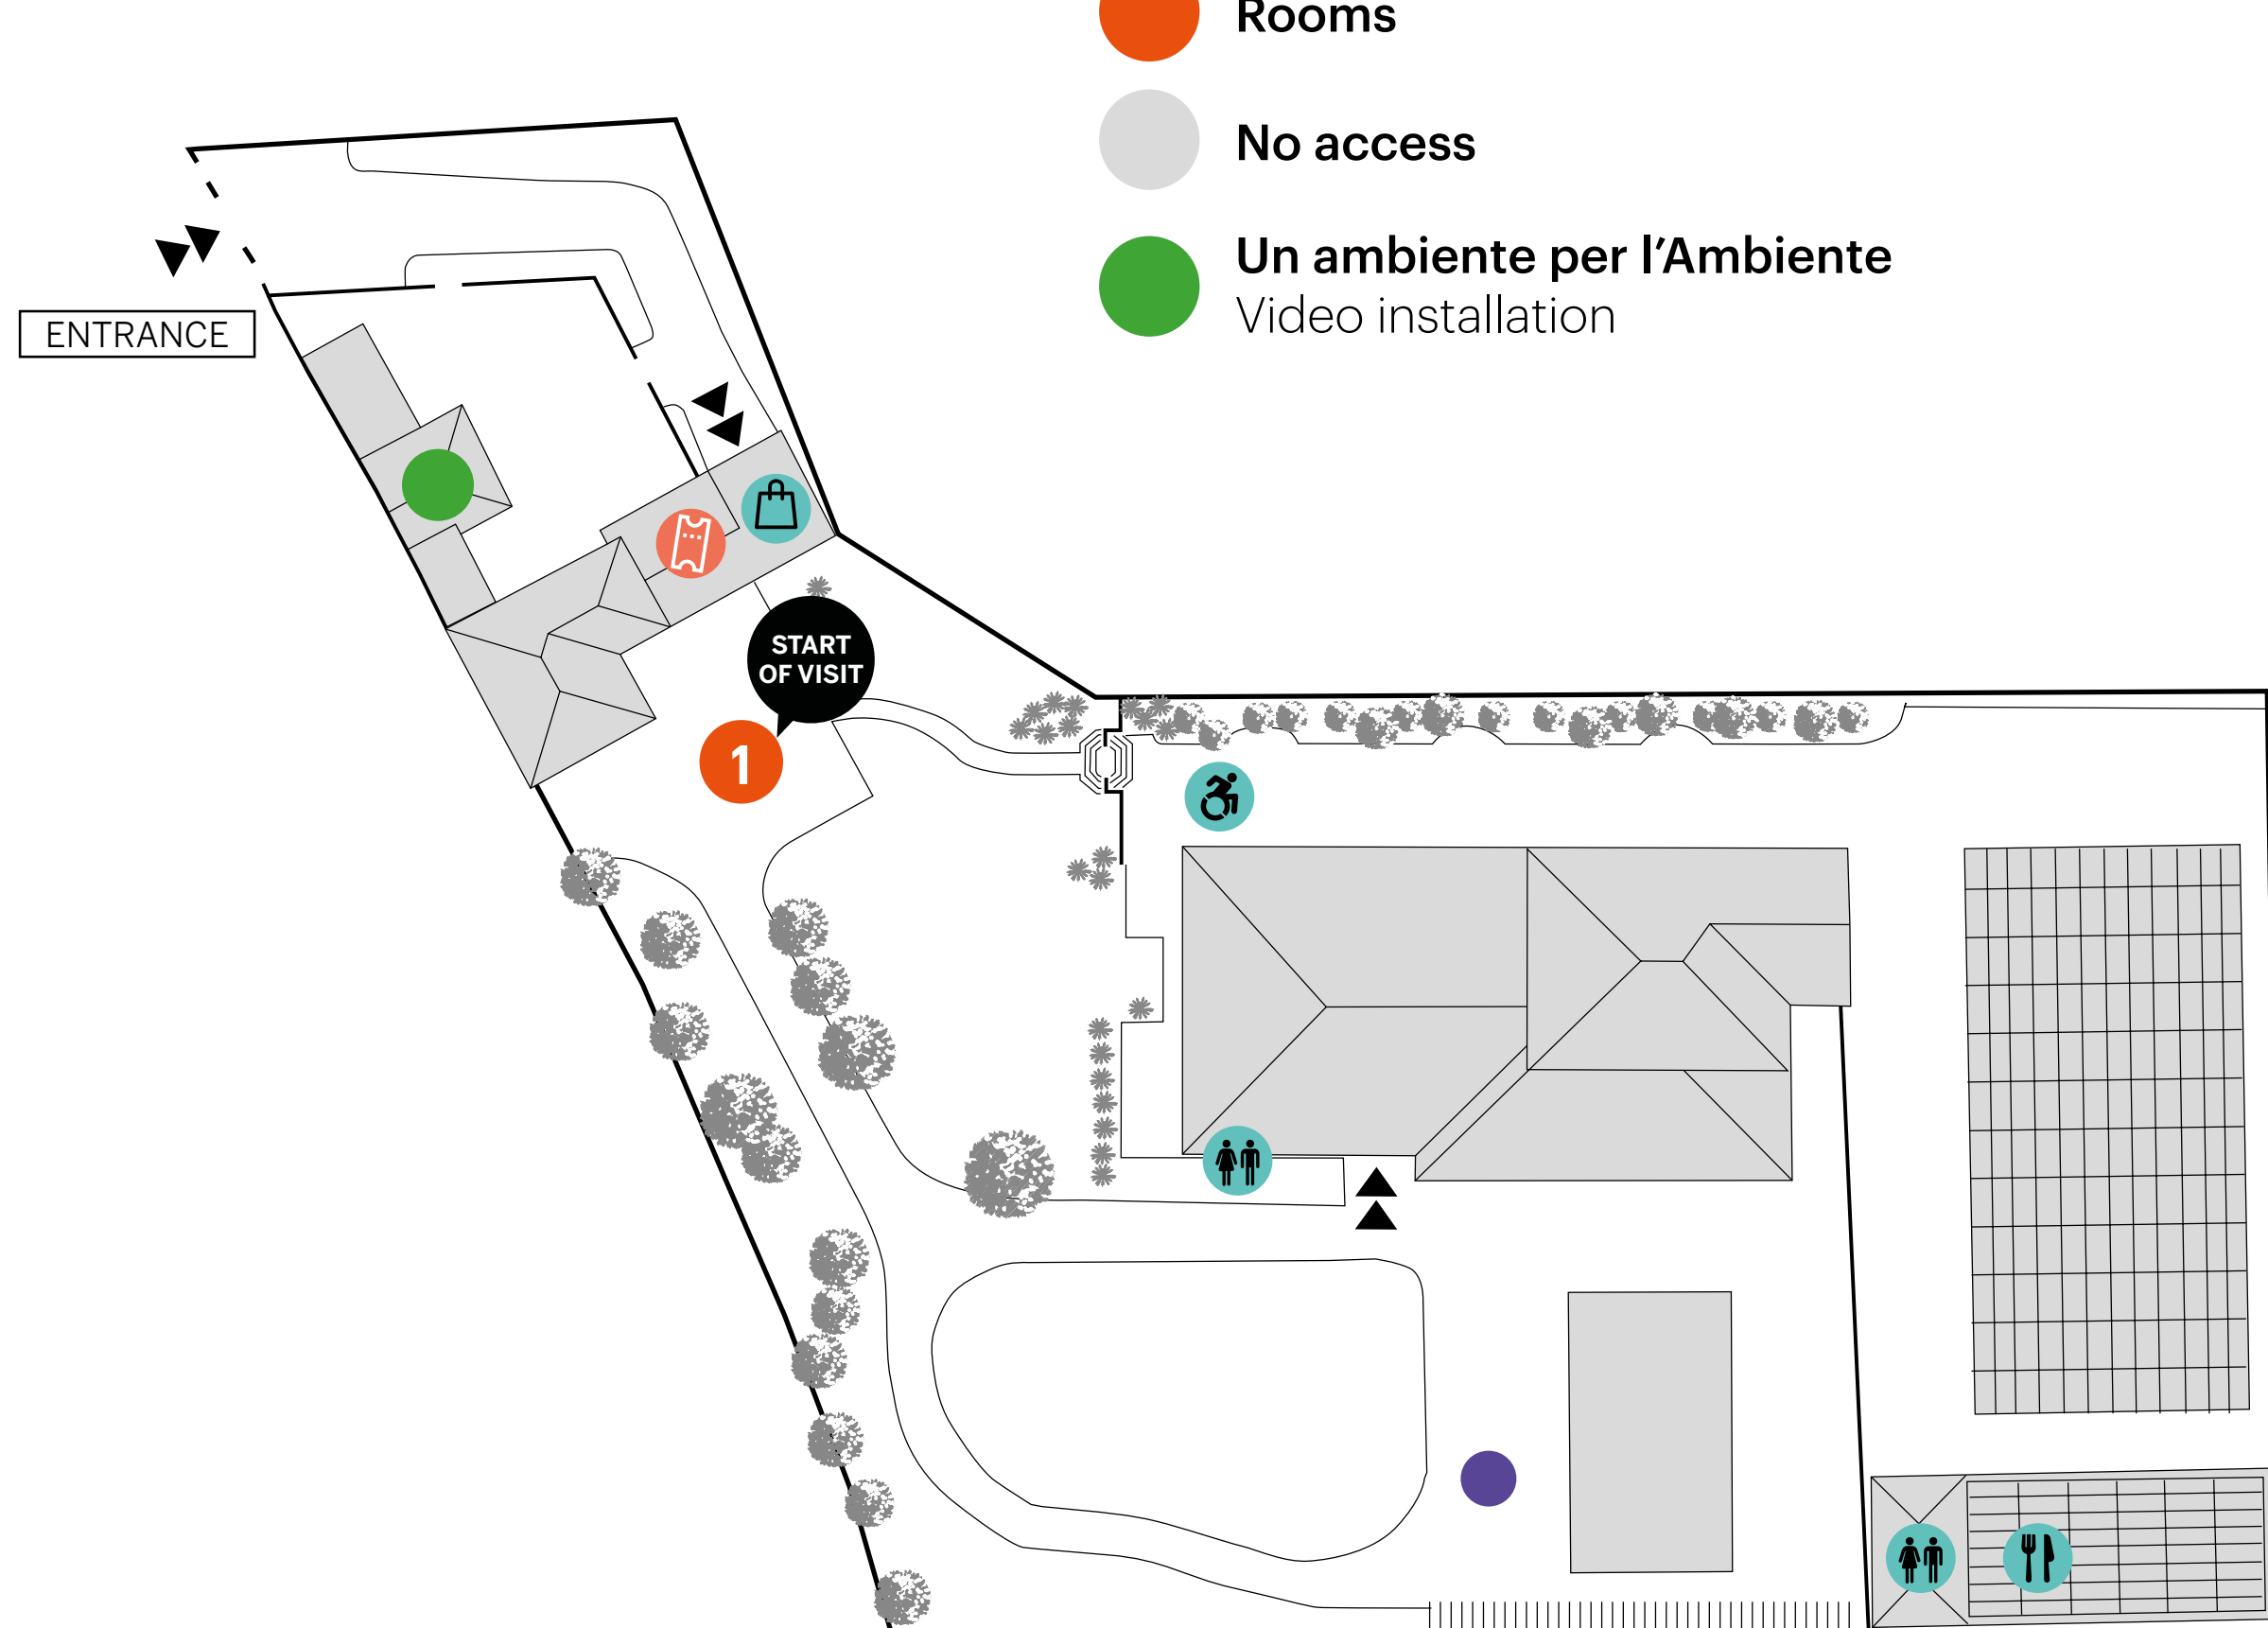 Rooms
No access
Un ambiente per l’Ambiente
Video installation
ENTRANCE
START
OF VISIT
1